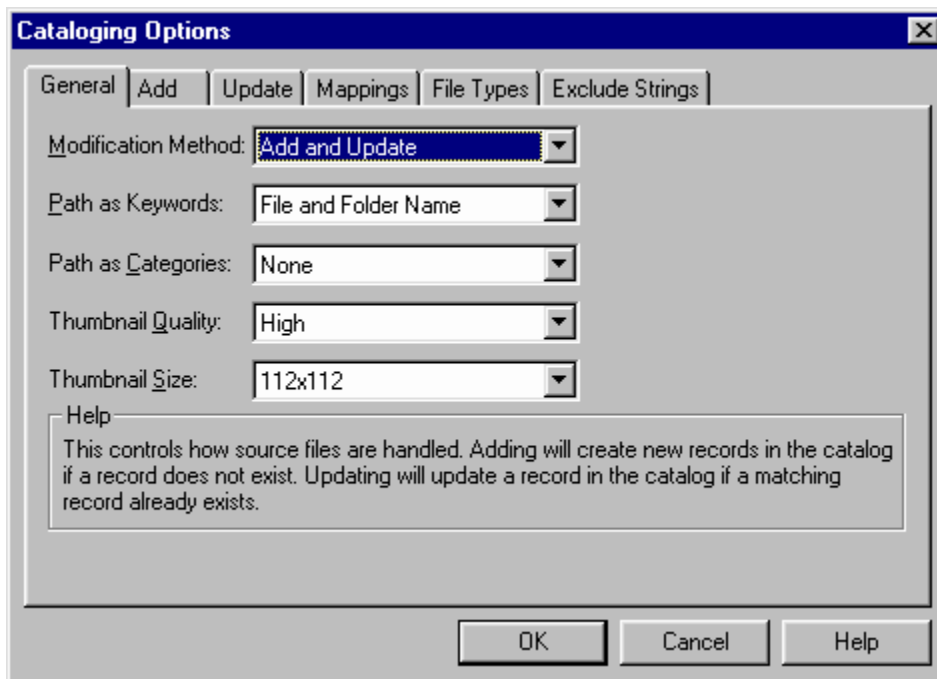 Cataloging Options
General Add Update Mappings File Types Exclude Strings
Modification Method: Add and Update
Path as Keywords: File and Folder Name
Path as Categories: None
Thumbnail Quality: High
Thumbnail Size: 112x112
Help
This controls how source files are handled. Adding will create new records in the catalog
if a record does not exist. Updating will update a record in the catalog if a matching
record already exists.
OK Cancel Help